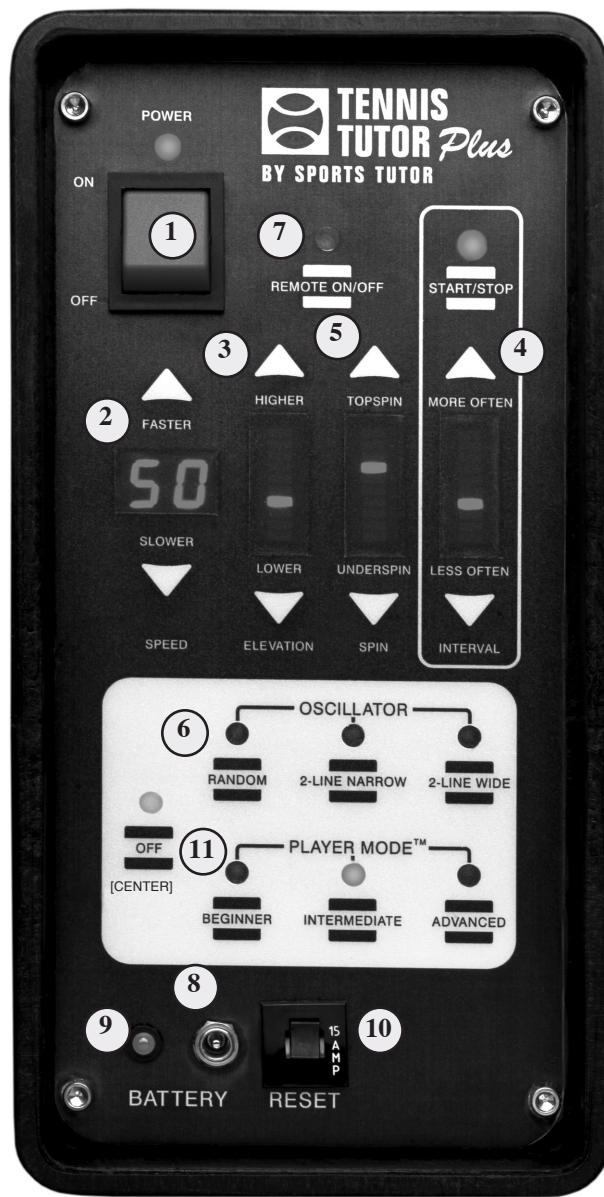 POWER
TENNIS
TUTOR Plus
BY SPORTS TUTOR
ON
1
7
OFF
REMOTE ON/OFF
START/STOP
3
5
4
2
HIGHER
TOPSPIN
MORE OFTEN
FASTER
50
SLOWER
LOWER
UNDERSPIN
LESS OFTEN
SPEED
ELEVATION
SPIN
INTERVAL
OSCILLATOR
6
RANDOM
2-LINE NARROW
2-LINE WIDE
OFF
11
PLAYER MODE™
[CENTER]
BEGINNER
INTERMEDIATE
ADVANCED
8
9
15
AMP
10
BATTERY
RESET